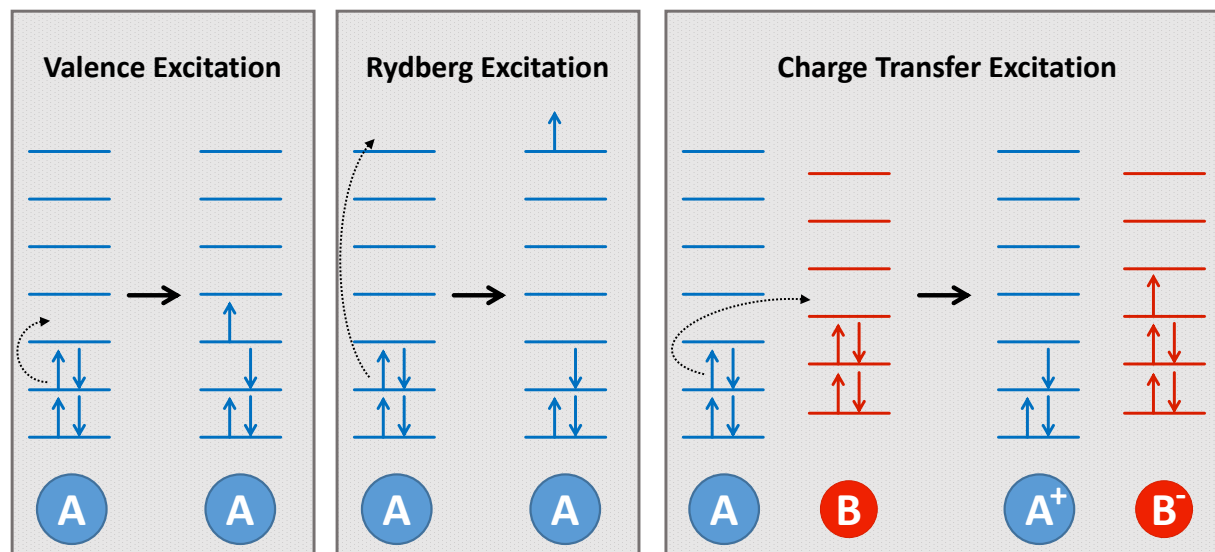 Valence Excitation
Rydberg Excitation
Charge Transfer Excitation
A A
A A
A B A+ B-